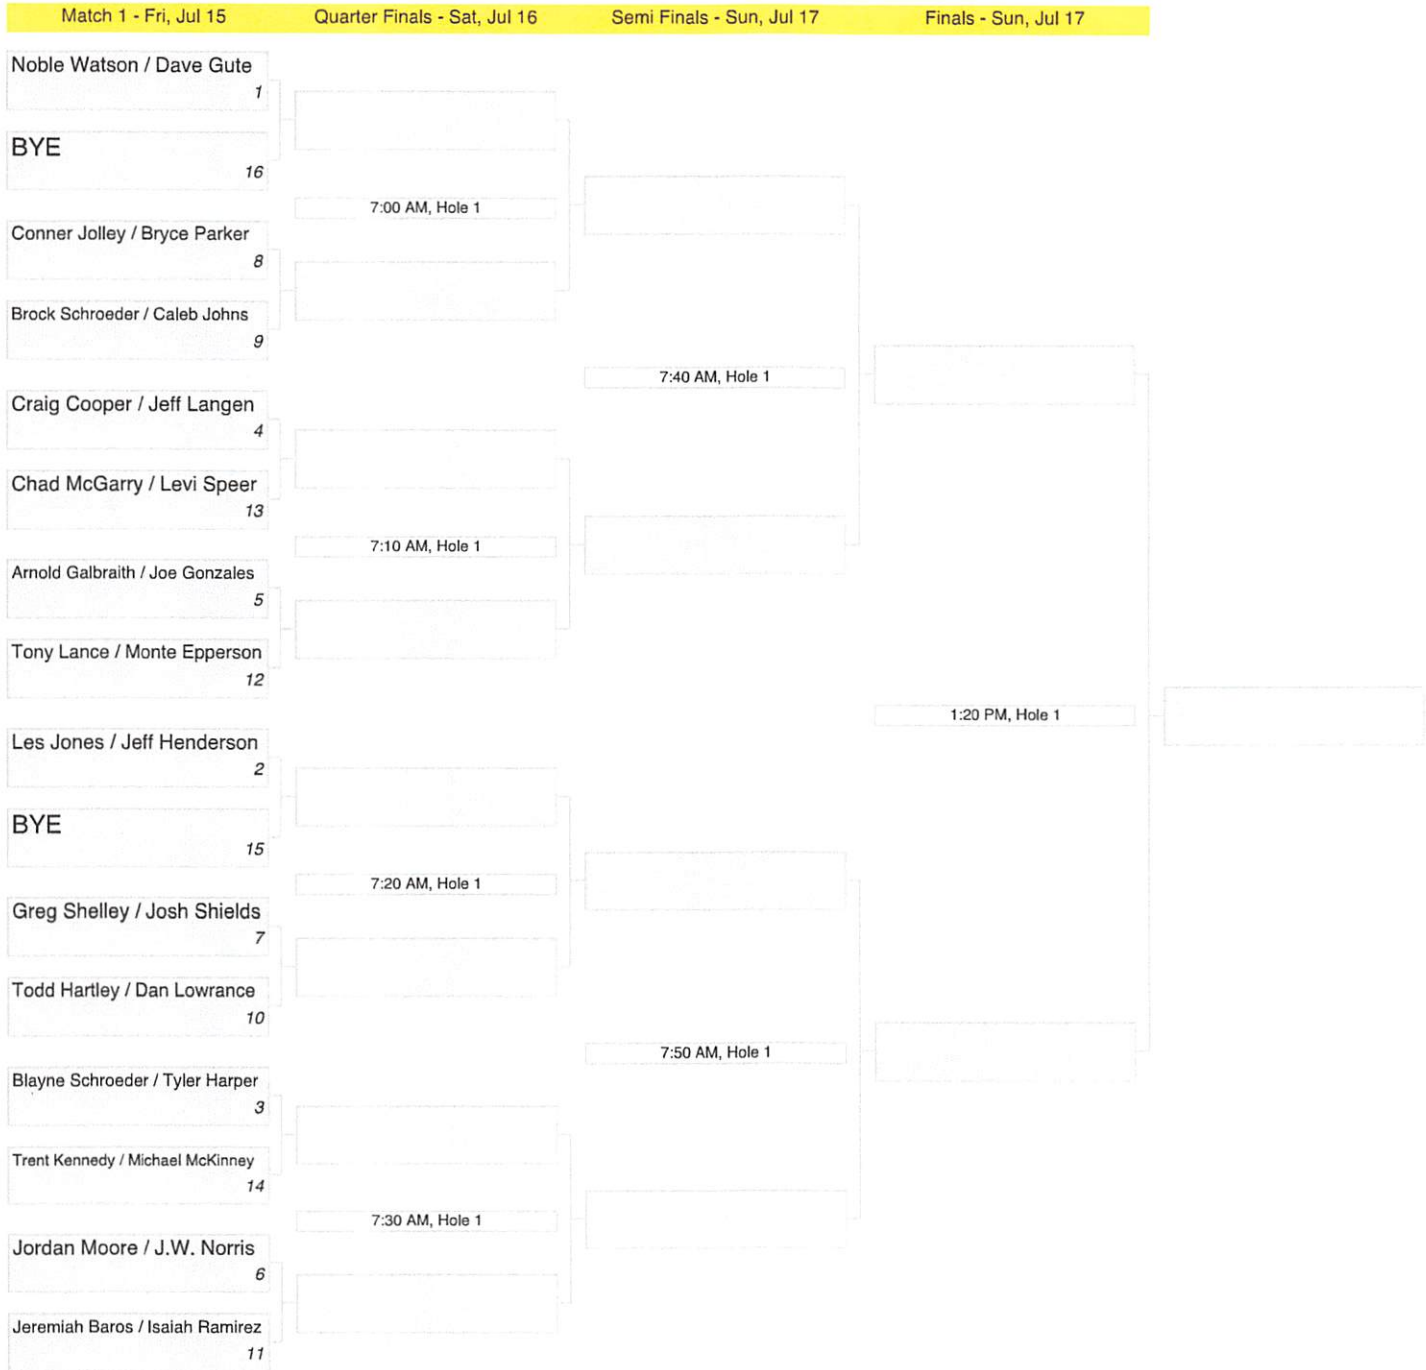 Match 1 - Fri, Jul 15 Quarter Finals - Sat, Jul 16 Semi Finals - Sun, Jul 17 Finals - Sun, Jul 17
Noble Watson / Dave Gute
1
BYE
16
7:00 AM, Hole 1
Conner Jolley / Bryce Parker
8
Brock Schroeder / Caleb Johns
9
7:40 AM, Hole 1
Craig Cooper / Jeff Langen
4
Chad McGarry / Levi Speer
13
7:10 AM, Hole 1
Arnold Galbraith / Joe Gonzales
5
Tony Lance / Monte Epperson
12
1:20 PM, Hole 1
Les Jones / Jeff Henderson
2
BYE
15
7:20 AM, Hole 1
Greg Shelley / Josh Shields
7
Todd Hartley / Dan Lowrance
10
7:50 AM, Hole 1
Blayne Schroeder / Tyler Harper
3
Trent Kennedy / Michael McKinney
14
7:30 AM, Hole 1
Jordan Moore / J.W. Norris
6
Jeremiah Baros / Isaiah Ramirez
11